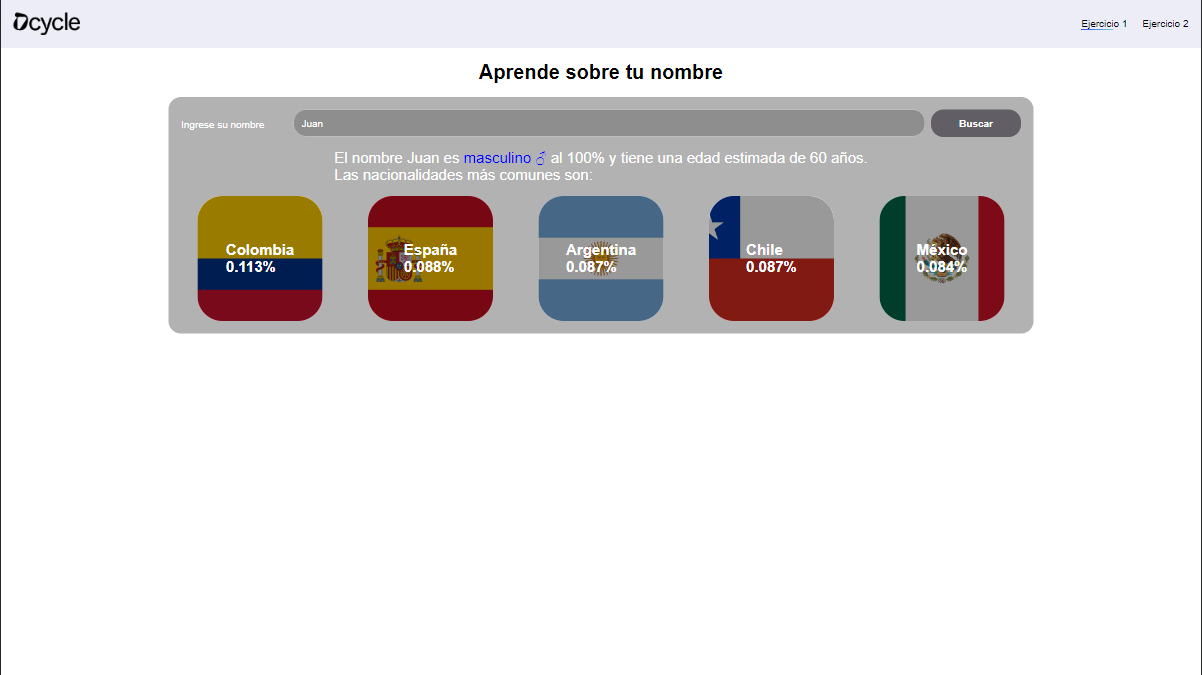 Dcycle
Ejercicio 1 Ejercicio 2
Aprende sobre tu nombre
Ingrese su nombre Juan Buscar
El nombre Juan es masculino ♂ al 100% y tiene una edad estimada de 60 años.
Las nacionalidades más comunes son:
Colombia
0.113%
España
0.088%
Argentina
0.087%
Chile
0.087%
México
0.084%